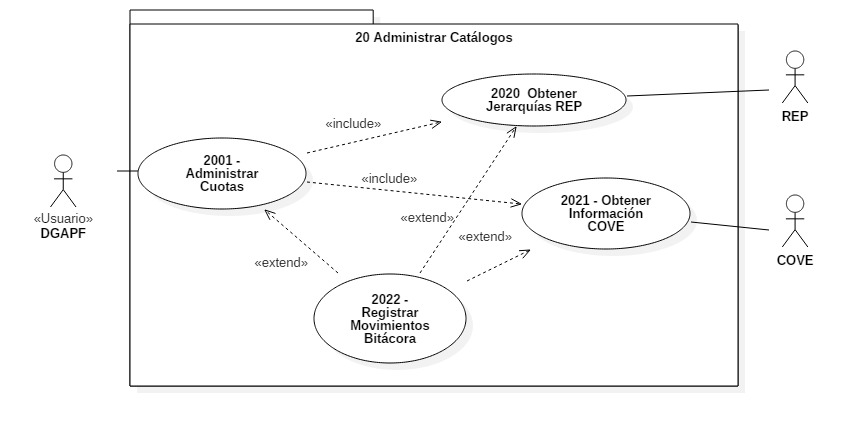 20 Administrar Catálogos
2020  Obtener
Jerarquías REP
REP
«include»
2001 -
Administrar
Cuotas
«include»
«Usuario»
DGAPF
2021 - Obtener
Información
COVE
«extend»
«extend»
COVE
«extend»
2022 -
Registrar
Movimientos
Bitácora